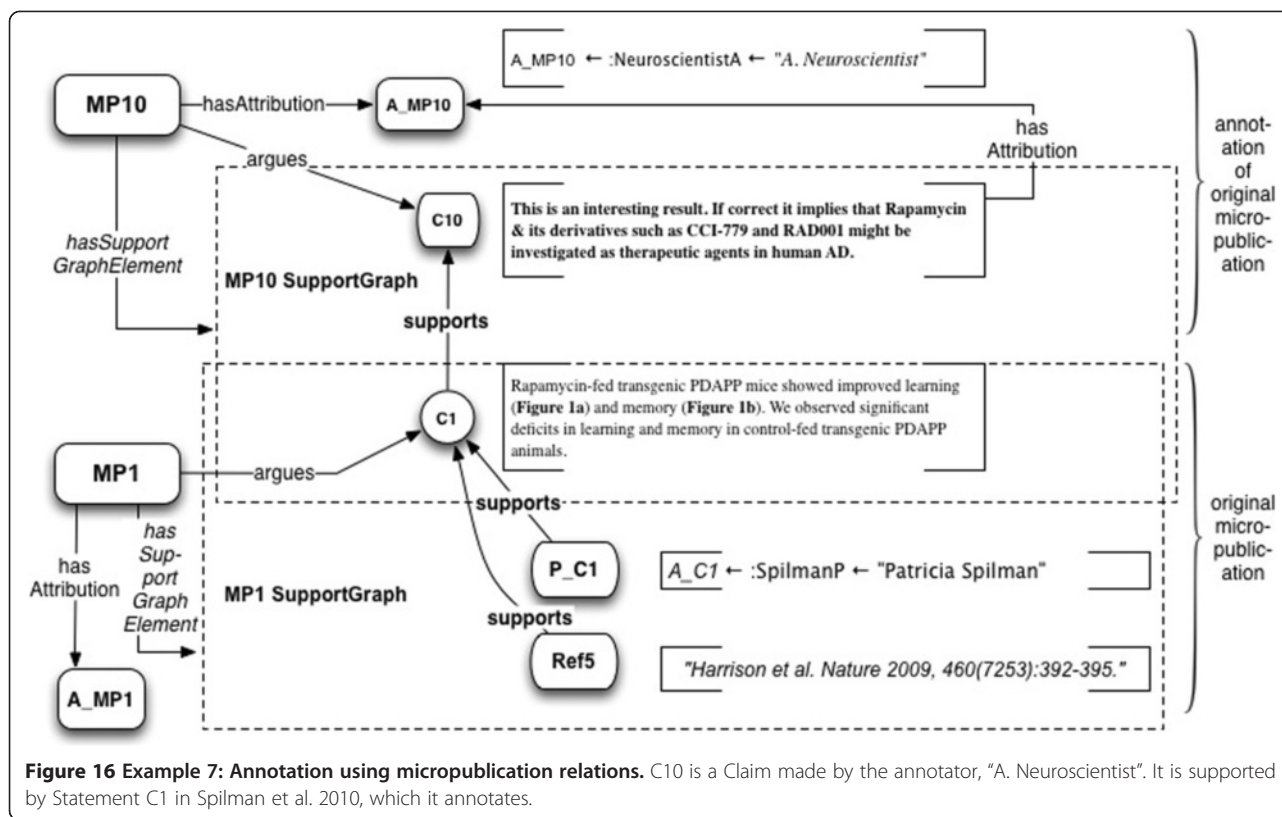 A_MP10 ← :NeuroscientistA ← "A. Neuroscientist"
MP10
hasAttribution
A_MP10
has
Attribution
argues
annot-
ation
of
original
micro-
public-
ation
C10
This is an interesting result. If correct it implies that Rapamycin
& its derivatives such as CCI-779 and RAD001 might be
investigated as therapeutic agents in human AD.
hasSupport
GraphElement
MP10 SupportGraph
supports
C1
Rapamycin-fed transgenic PDAPP mice showed improved learning
(Figure 1a) and memory (Figure 1b). We observed significant
deficits in learning and memory in control-fed transgenic PDAPP
animals.
MP1
argues
original
micro-
public-
ation
supports
has
Attribution
has
Sup-
port
Graph
Element
P_C1
A_C1 ← :SpilmanP ← "Patricia Spilman"
MP1 SupportGraph
supports
Ref5
"Harrison et al. Nature 2009, 460(7253):392-395."
A_MP1
Figure 16 Example 7: Annotation using micropublication relations. C10 is a Claim made by the annotator, “A. Neuroscientist”. It is supported
by Statement C1 in Spilman et al. 2010, which it annotates.